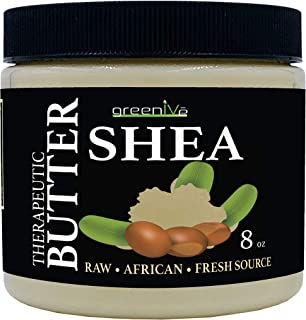 greenIVe
THERAPEUTIC
BUTTER
SHEA
8 oz
RAW • AFRICAN • FRESH SOURCE